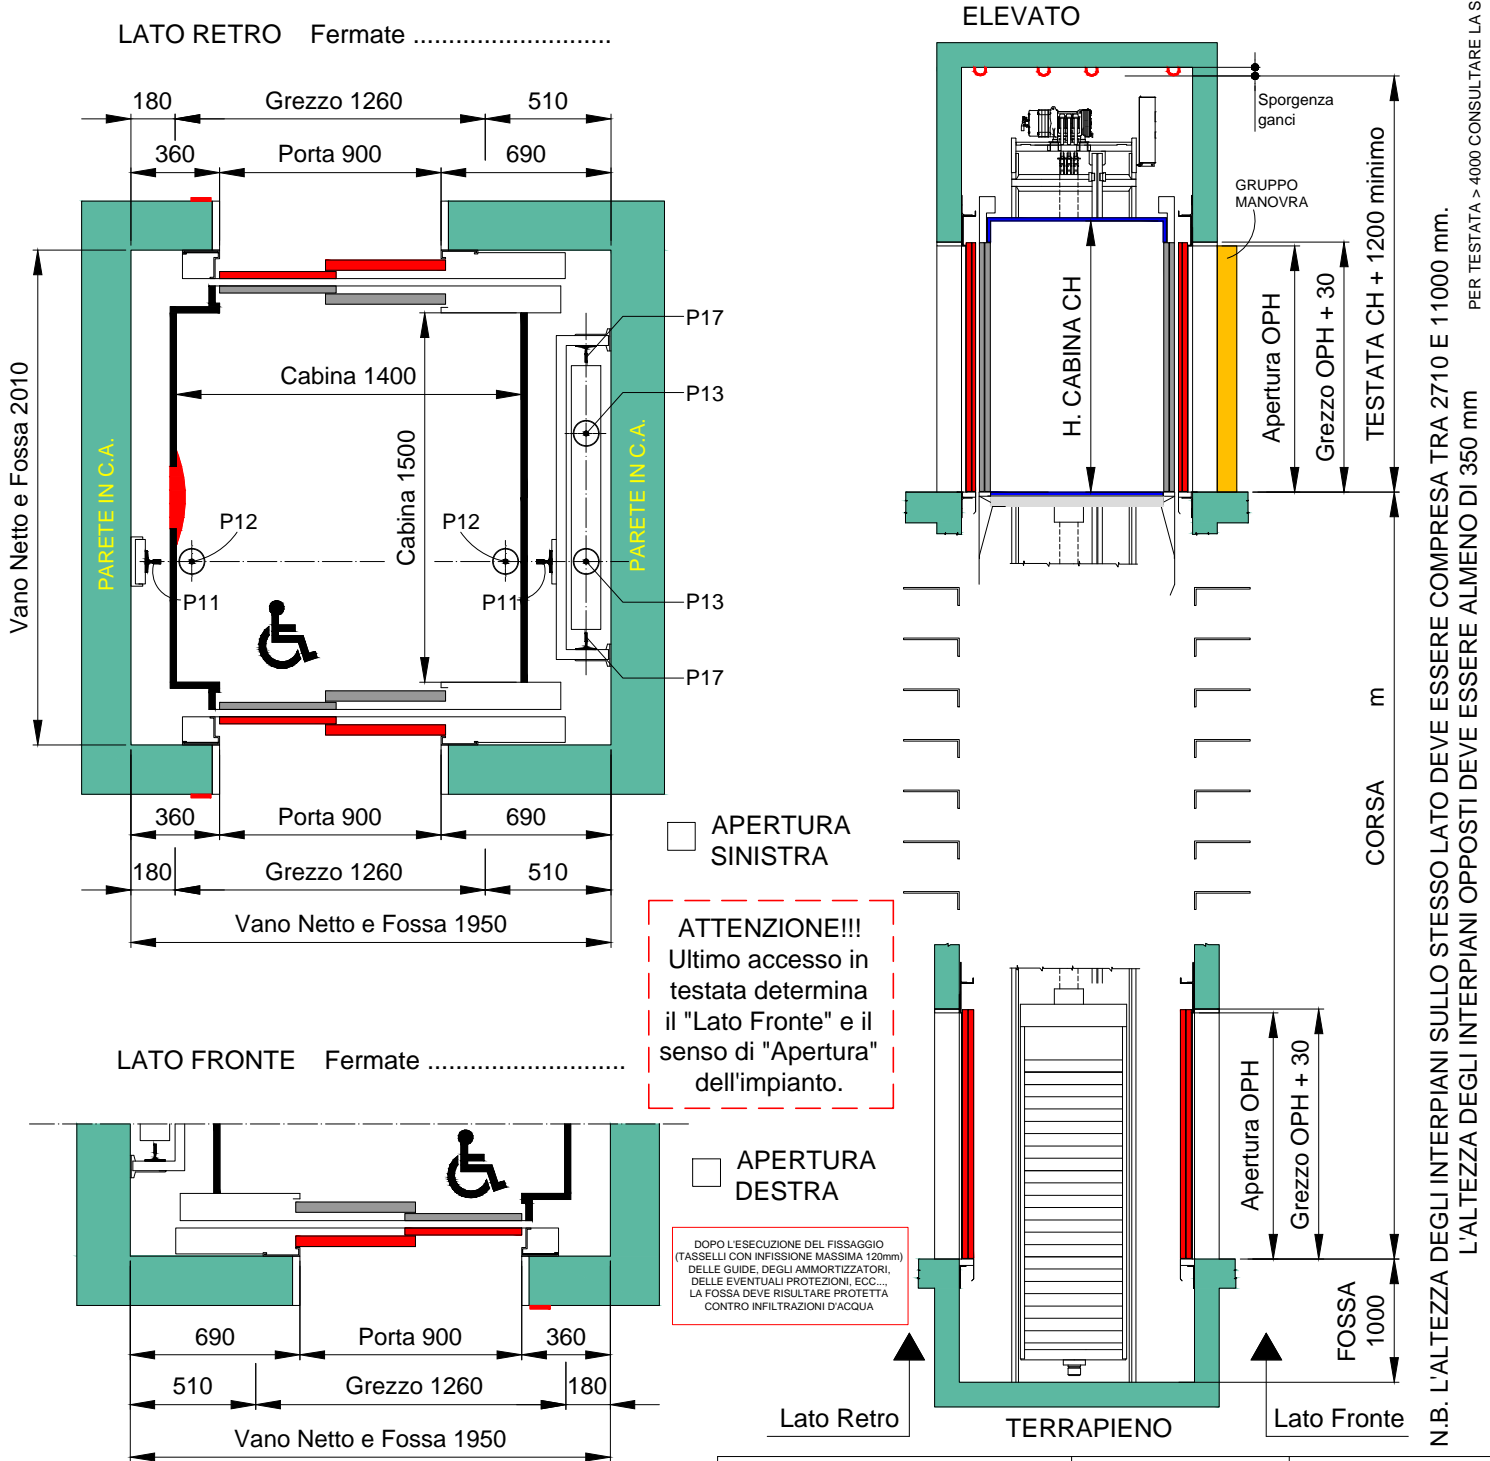 LATO RETRO Fermate ............................
180 Grezzo 1260 510
360 Porta 900 690
Vano Netto e Fossa 2010
PARETE IN C.A.
Cabina 1400
Cabina 1500
PARETE IN C.A.
P17
P13
P12
P12
P11
P11
P13
P17
360 Porta 900 690
180 Grezzo 1260 510
Vano Netto e Fossa 1950
APERTURA
SINISTRA
ATTENZIONE!!!
Ultimo accesso in
testata determina
il "Lato Fronte" e il
senso di "Apertura"
dell'impianto.
LATO FRONTE Fermate ............................
APERTURA
DESTRA
DOPO L'ESECUZIONE DEL FISSAGGIO
(TASSELLI CON INFISSIONE MASSIMA 120mm)
DELLE GUIDE, DEGLI AMMORTIZZATORI,
DELLE EVENTUALI PROTEZIONI, ECC...,
LA FOSSA DEVE RISULTARE PROTETTA
CONTRO INFILTRAZIONI D'ACQUA
690 Porta 900 360
510 Grezzo 1260 180
Vano Netto e Fossa 1950
ELEVATO
Sporgenza
ganci
GRUPPO
MANOVRA
H. CABINA CH
Apertura OPH
Grezzo OPH + 30
TESTATA CH + 1200 minimo
CORSA m
Apertura OPH
Grezzo OPH + 30
FOSSA
1000
Lato Retro
TERRAPIENO
Lato Fronte
N.B. L'ALTEZZA DEGLI INTERPIANI SULLO STESSO LATO DEVE ESSERE COMPRESA TRA 2710 E 11000 mm.
L'ALTEZZA DEGLI INTERPIANI OPPOSTI DEVE ESSERE ALMENO DI 350 mm
PER TESTATA > 4000 CONSULTARE LA S